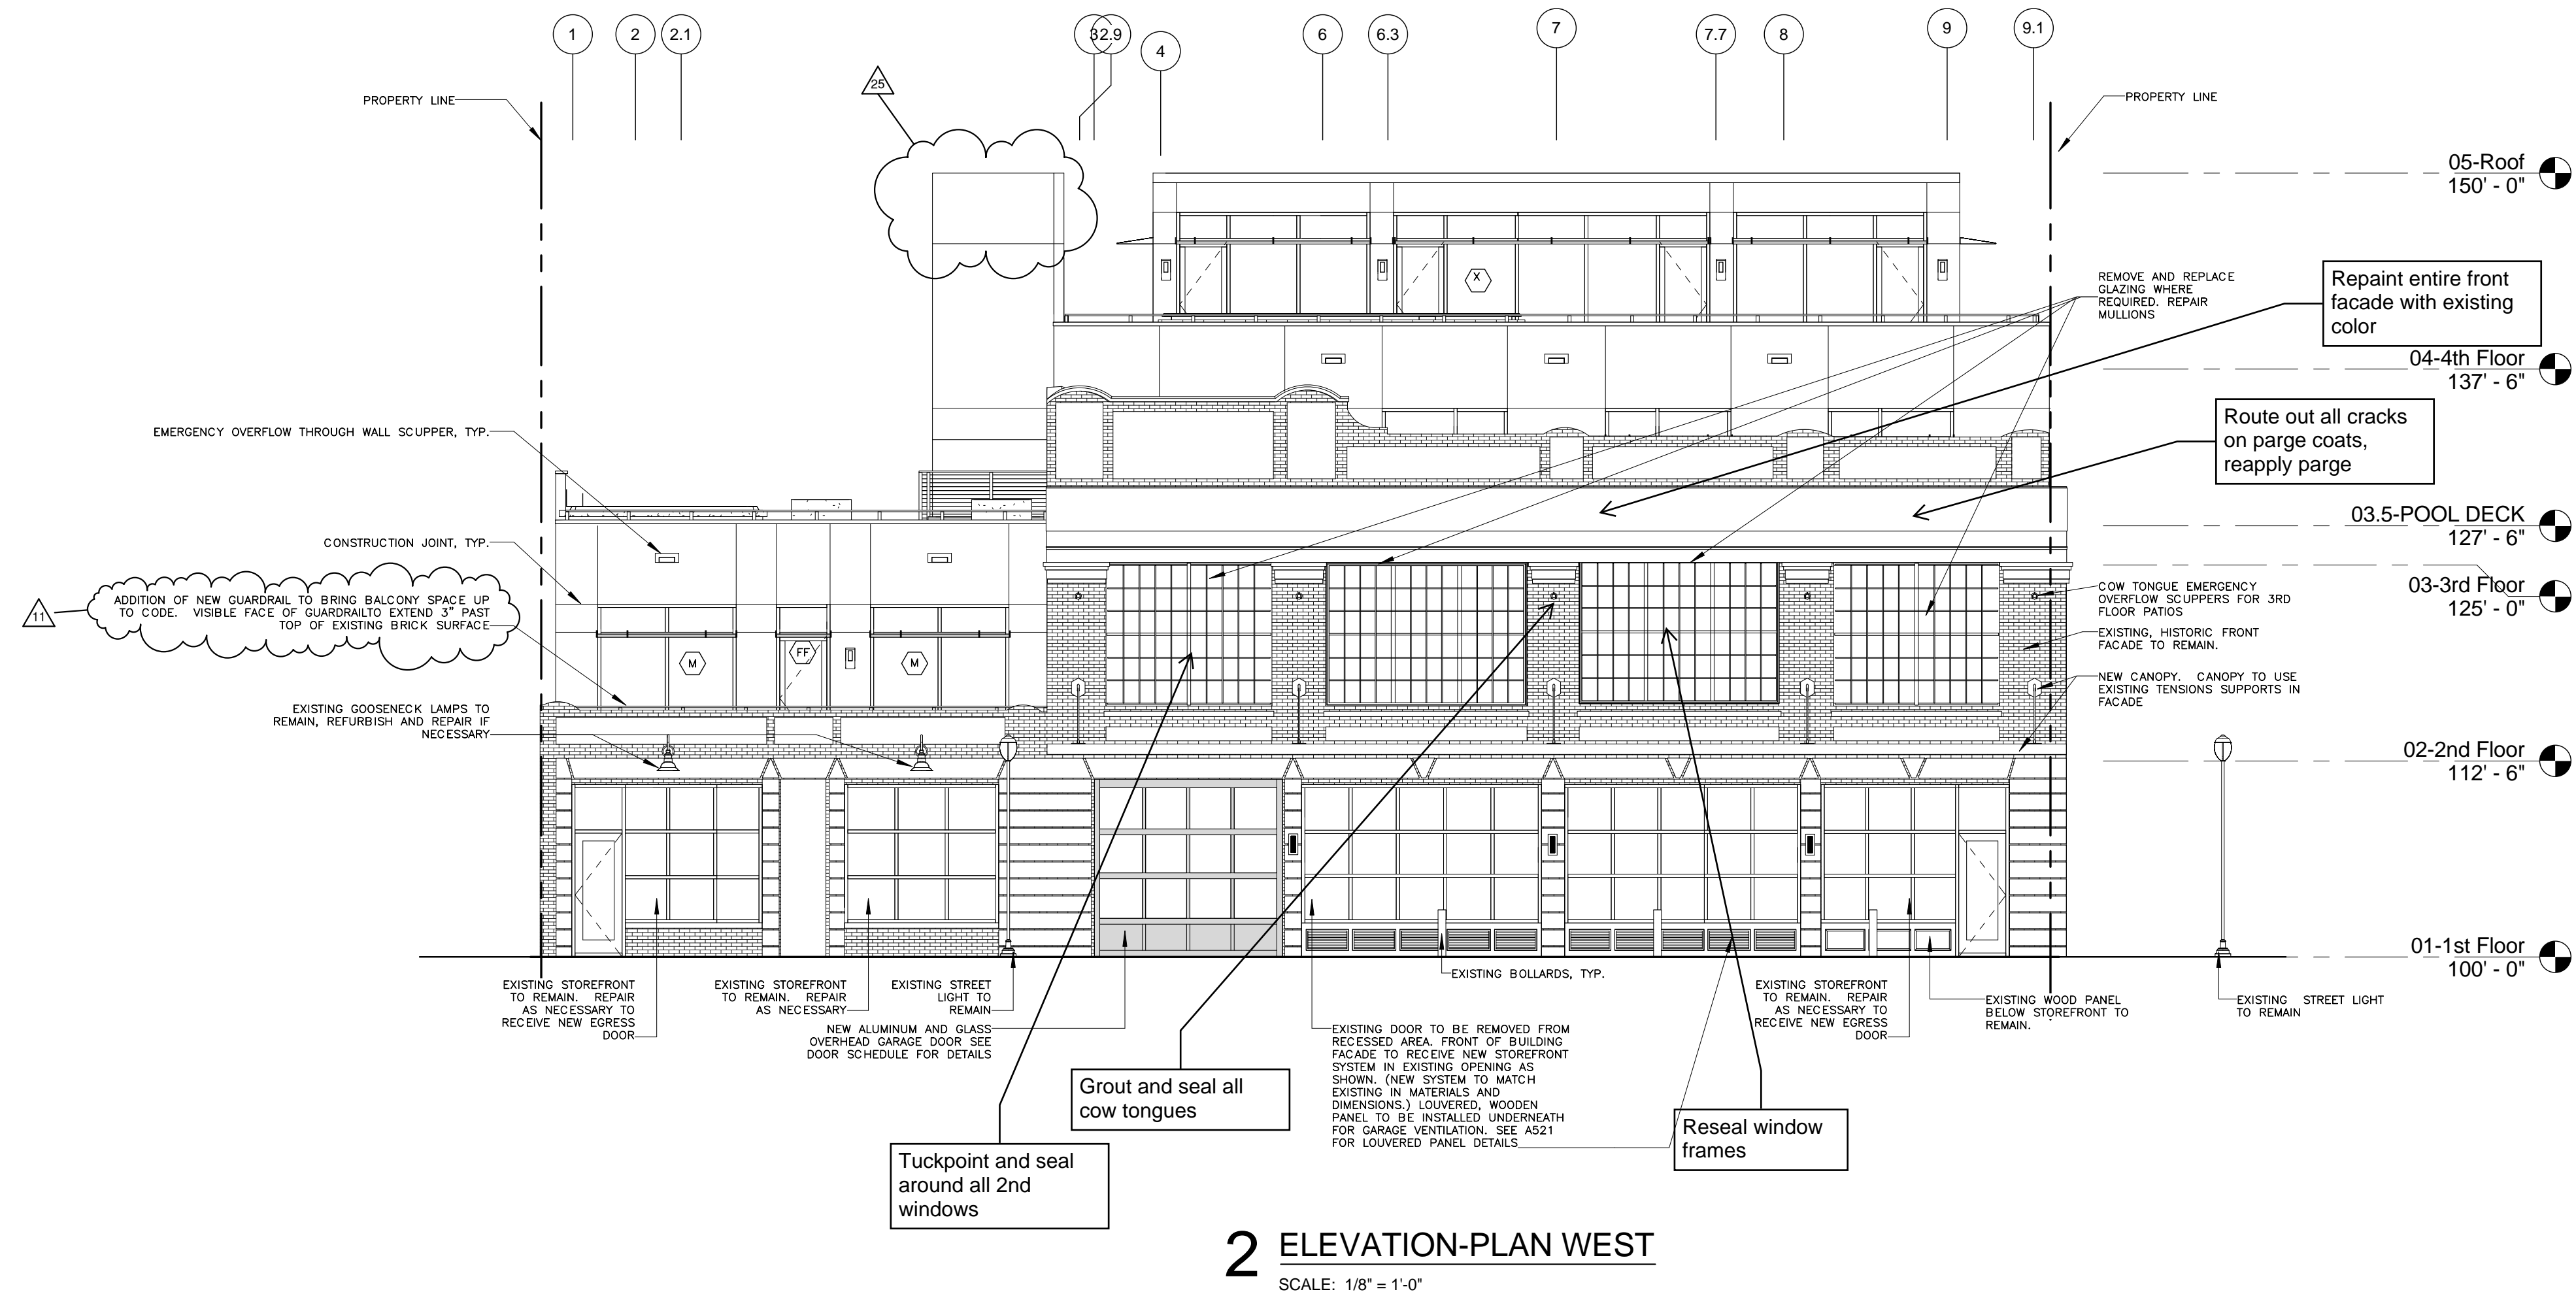 1
2
2.1
3
2.9
4
6
6.3
7
7.7
8
9
9.1
25
PROPERTY LINE
PROPERTY LINE
05-Roof
150' - 0"
X
REMOVE AND REPLACE
GLAZING WHERE
REQUIRED. REPAIR
MULLIONS
Repaint entire front
facade with existing
color
04-4th Floor
137' - 6"
Route out all cracks
on parge coats,
reapply parge
EMERGENCY OVERFLOW THROUGH WALL SCUPPER, TYP.
03.5-POOL DECK
127' - 6"
CONSTRUCTION JOINT, TYP.
03-3rd Floor
125' - 0"
COW TONGUE EMERGENCY
OVERFLOW SCUPPERS FOR 3RD
FLOOR PATIOS
11
ADDITION OF NEW GUARDRAIL TO BRING BALCONY SPACE UP
TO CODE. VISIBLE FACE OF GUARDRAILTO EXTEND 3" PAST
TOP OF EXISTING BRICK SURFACE
EXISTING, HISTORIC FRONT
FACADE TO REMAIN.
M
FF
M
NEW CANOPY. CANOPY TO USE
EXISTING TENSIONS SUPPORTS IN
FACADE
EXISTING GOOSENECK LAMPS TO
REMAIN, REFURBISH AND REPAIR IF
NECESSARY
02-2nd Floor
112' - 6"
01-1st Floor
100' - 0"
EXISTING STOREFRONT
TO REMAIN. REPAIR
AS NECESSARY TO
RECEIVE NEW EGRESS
DOOR
EXISTING STOREFRONT
TO REMAIN. REPAIR
AS NECESSARY
EXISTING STREET
LIGHT TO
REMAIN
NEW ALUMINUM AND GLASS
OVERHEAD GARAGE DOOR SEE
DOOR SCHEDULE FOR DETAILS
EXISTING BOLLARDS, TYP.
EXISTING DOOR TO BE REMOVED FROM
RECESSED AREA. FRONT OF BUILDING
FACADE TO RECEIVE NEW STOREFRONT
SYSTEM IN EXISTING OPENING AS
SHOWN. (NEW SYSTEM TO MATCH
EXISTING IN MATERIALS AND
DIMENSIONS.) LOUVERED, WOODEN
PANEL TO BE INSTALLED UNDERNEATH
FOR GARAGE VENTILATION. SEE A521
FOR LOUVERED PANEL DETAILS
EXISTING STOREFRONT
TO REMAIN. REPAIR
AS NECESSARY TO
RECEIVE NEW EGRESS
DOOR
EXISTING WOOD PANEL
BELOW STOREFRONT TO
REMAIN.
EXISTING STREET LIGHT
TO REMAIN
Grout and seal all
cow tongues
Reseal window
frames
Tuckpoint and seal
around all 2nd
windows
2 ELEVATION-PLAN WEST
SCALE: 1/8" = 1'-0"